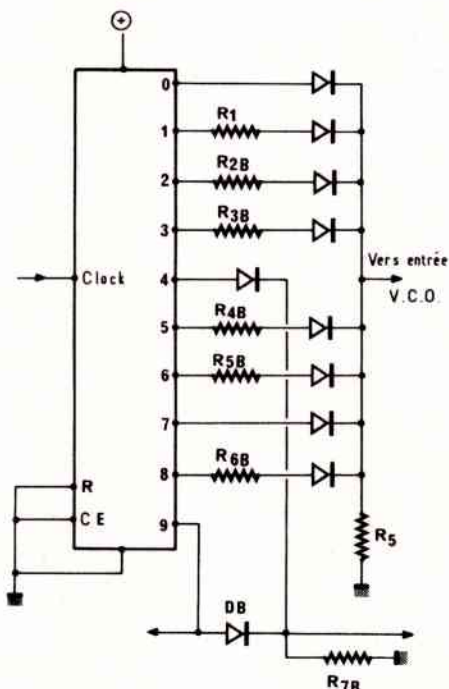 +
0
1 R1
2 R2B
3 R3B
Vers entrée
V.C.O.
Clock
4
R4B
5
R5B
6
7
8 R6B
R
CE
9
R5
DB
R7B